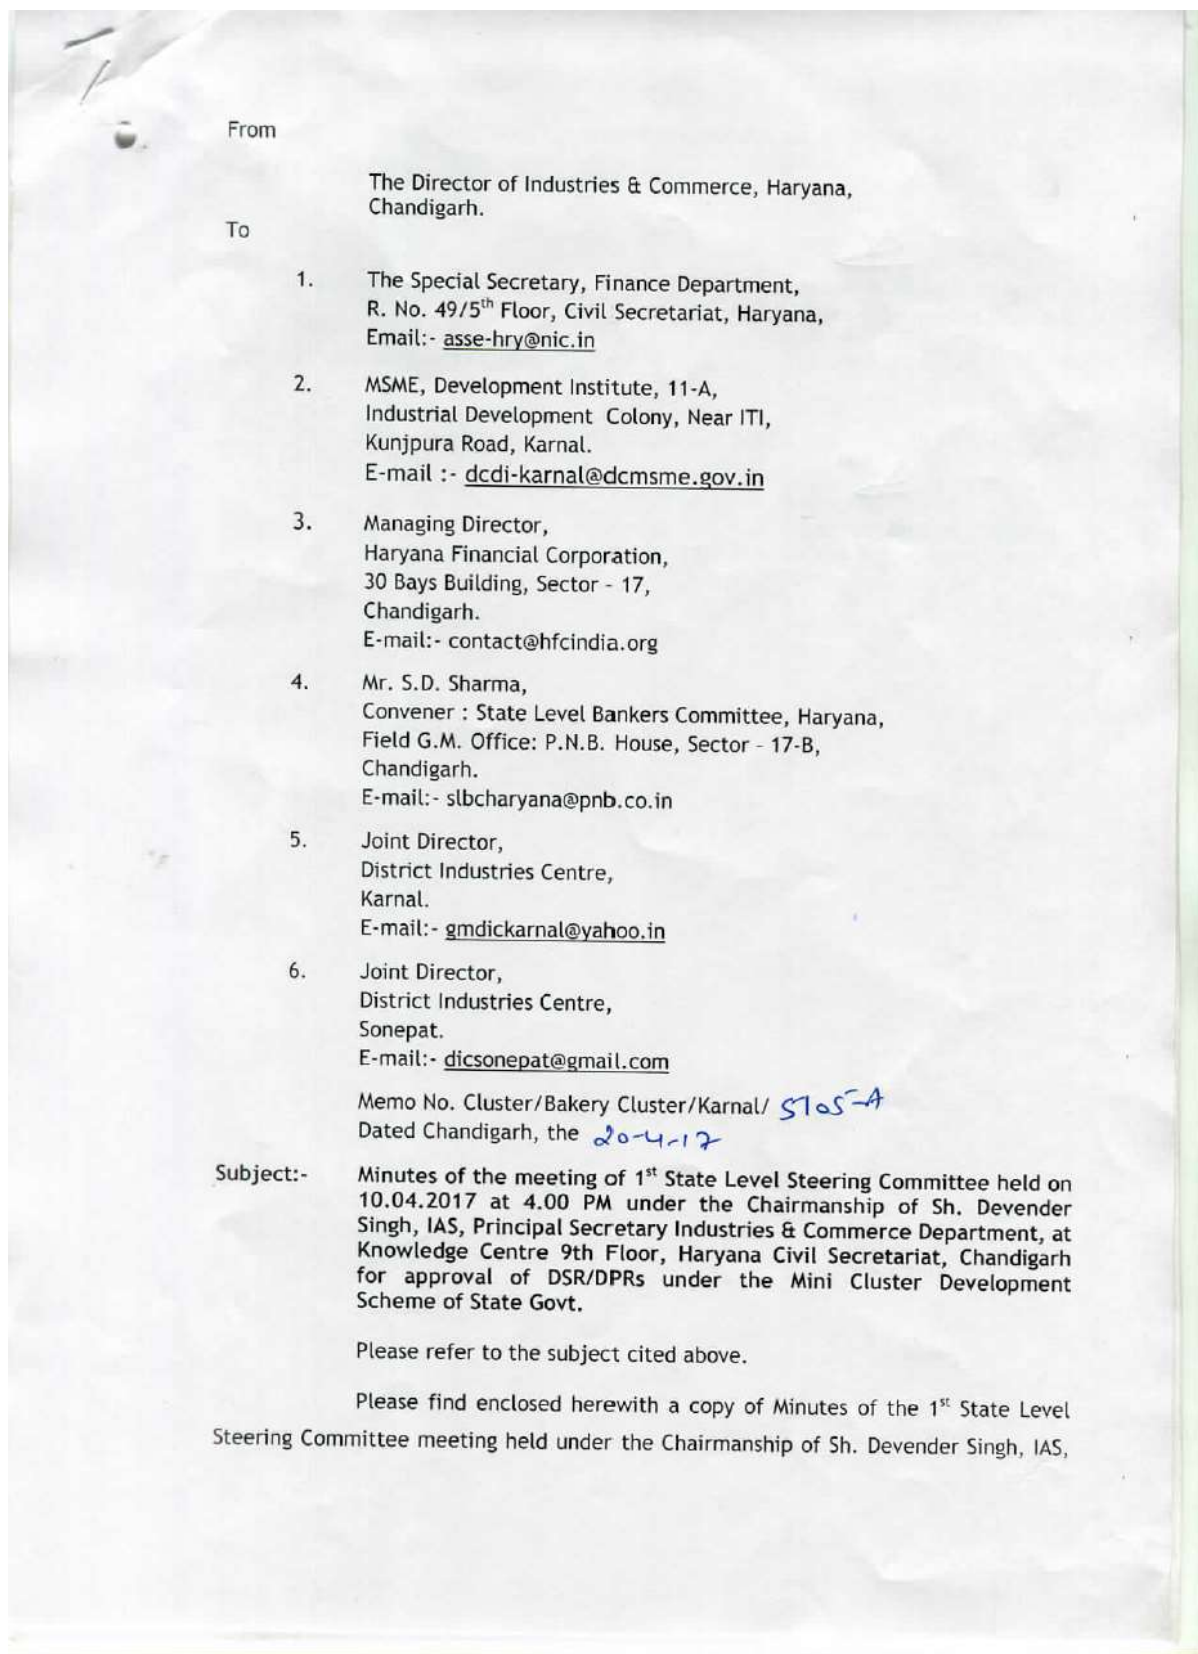 From
The Director of Industries & Commerce, Haryana,
Chandigarh.
To
1. The Special Secretary, Finance Department,
R. No. 49/5th Floor, Civil Secretariat, Haryana,
Email:- asse-hry@nic.in
2. MSME, Development Institute, 11-A,
Industrial Development Colony, Near ITI,
Kunjpura Road, Karnal.
E-mail :- dcdi-karnal@dcmsme.gov.in
3. Managing Director,
Haryana Financial Corporation,
30 Bays Building, Sector - 17,
Chandigarh.
E-mail:- contact@hfcindia.org
4. Mr. S.D. Sharma,
Convener : State Level Bankers Committee, Haryana,
Field G.M. Office: P.N.B. House, Sector - 17-B,
Chandigarh.
E-mail:- slbcharyana@pnb.co.in
5. Joint Director,
District Industries Centre,
Karnal.
E-mail:- gmdickarnal@yahoo.in
6. Joint Director,
District Industries Centre,
Sonepat.
E-mail:- dicsonepat@gmail.com
Memo No. Cluster/Bakery Cluster/Karnal/ 5105-A
Dated Chandigarh, the 20-4-17
Subject:- Minutes of the meeting of 1st State Level Steering Committee held on
10.04.2017 at 4.00 PM under the Chairmanship of Sh. Devender
Singh, IAS, Principal Secretary Industries & Commerce Department, at
Knowledge Centre 9th Floor, Haryana Civil Secretariat, Chandigarh
for approval of DSR/DPRs under the Mini Cluster Development
Scheme of State Govt.
Please refer to the subject cited above.
Please find enclosed herewith a copy of Minutes of the 1st State Level
Steering Committee meeting held under the Chairmanship of Sh. Devender Singh, IAS,